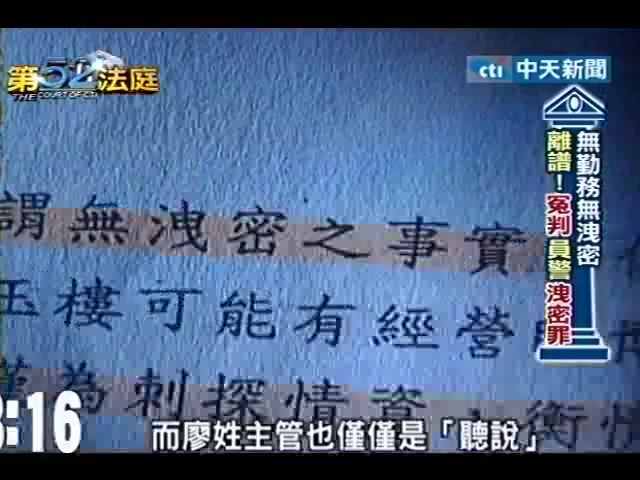 第52法庭
THE COURT OF CTI
cti 中天新聞
無勤務無洩密
離譜！冤判員警洩密罪
謂無洩密之事實
玉樓可能有經營
為刺探情資 衡情
:16
而廖姓主管也僅僅是「聽說」